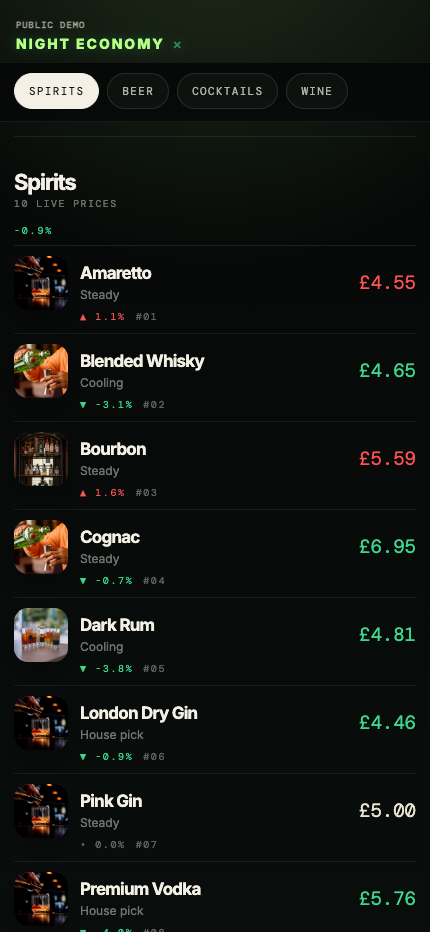 PUBLIC DEMO
NIGHT ECONOMY ×
SPIRITS BEER COCKTAILS WINE
Spirits
10 LIVE PRICES
-0.9%
Amaretto
£4.55
Steady
▲ 1.1% #01
Blended Whisky
£4.65
Cooling
▼ -3.1% #02
Bourbon
£5.59
Steady
▲ 1.6% #03
Cognac
£6.95
Steady
▼ -0.7% #04
Dark Rum
£4.81
Cooling
▼ -3.8% #05
London Dry Gin
£4.46
House pick
▼ -0.9% #06
Pink Gin
£5.00
Steady
• 0.0% #07
Premium Vodka
£5.76
House pick